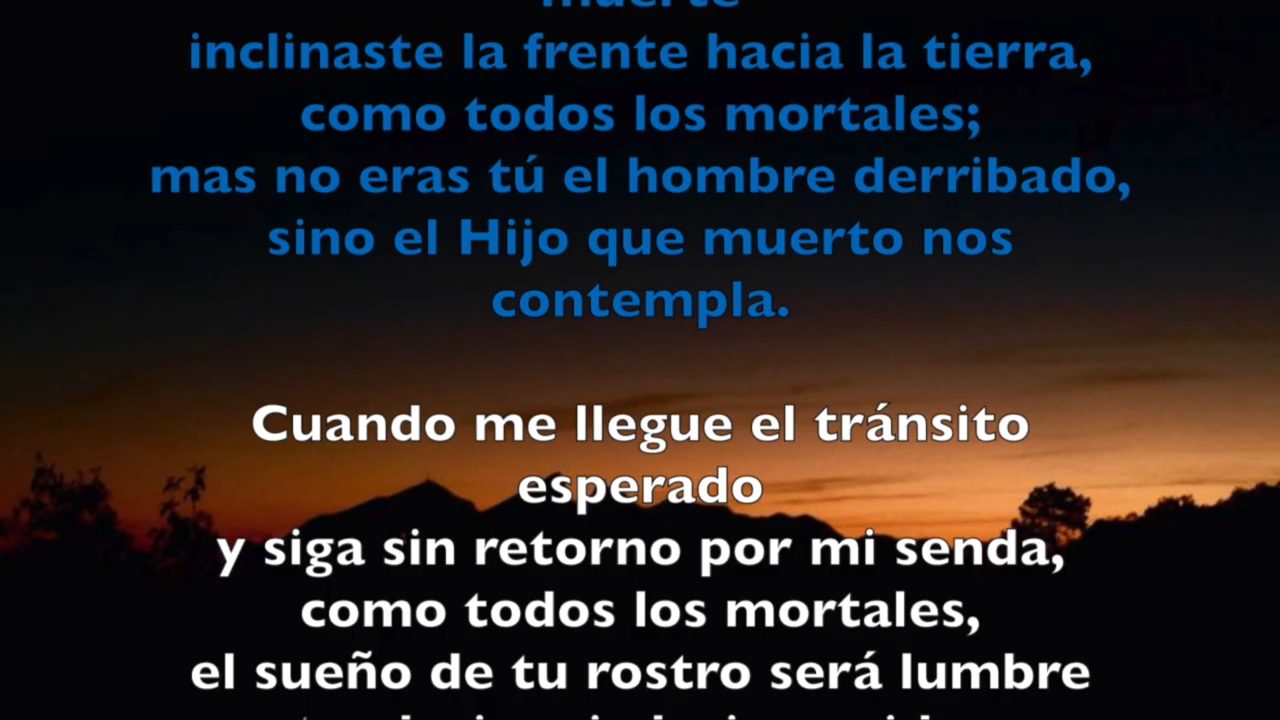 muerte
inclinaste la frente hacia la tierra,
como todos los mortales;
mas no eras tú el hombre derribado,
sino el Hijo que muerto nos
contempla.
Cuando me llegue el tránsito
esperado
y siga sin retorno por mi senda,
como todos los mortales,
el sueño de tu rostro será lumbre